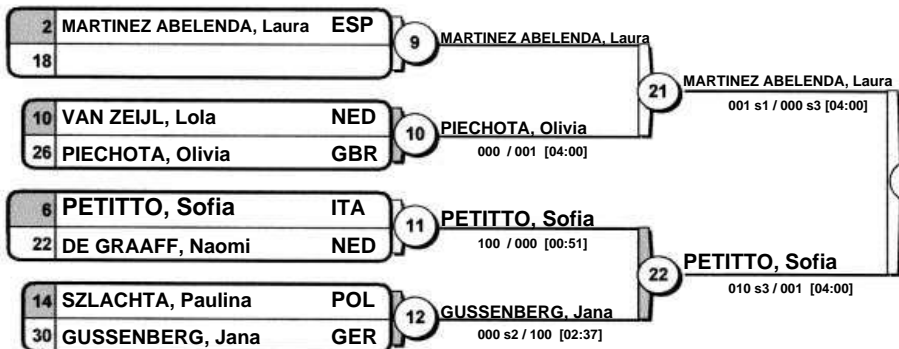 2 MARTINEZ ABELENDA, Laura ESP
18
9
MARTINEZ ABELENDA, Laura
10 VAN ZEIJL, Lola NED
26 PIECHOTA, Olivia GBR
10
PIECHOTA, Olivia
000 / 001 [04:00]
21
MARTINEZ ABELENDA, Laura
001 s1 / 000 s3 [04:00]
6 PETITTO, Sofia ITA
22 DE GRAAFF, Naomi NED
11
PETITTO, Sofia
100 / 000 [00:51]
14 SZLACHTA, Paulina POL
30 GUSSENBERG, Jana GER
12
GUSSENBERG, Jana
000 s2 / 100 [02:37]
22
PETITTO, Sofia
010 s3 / 001 [04:00]